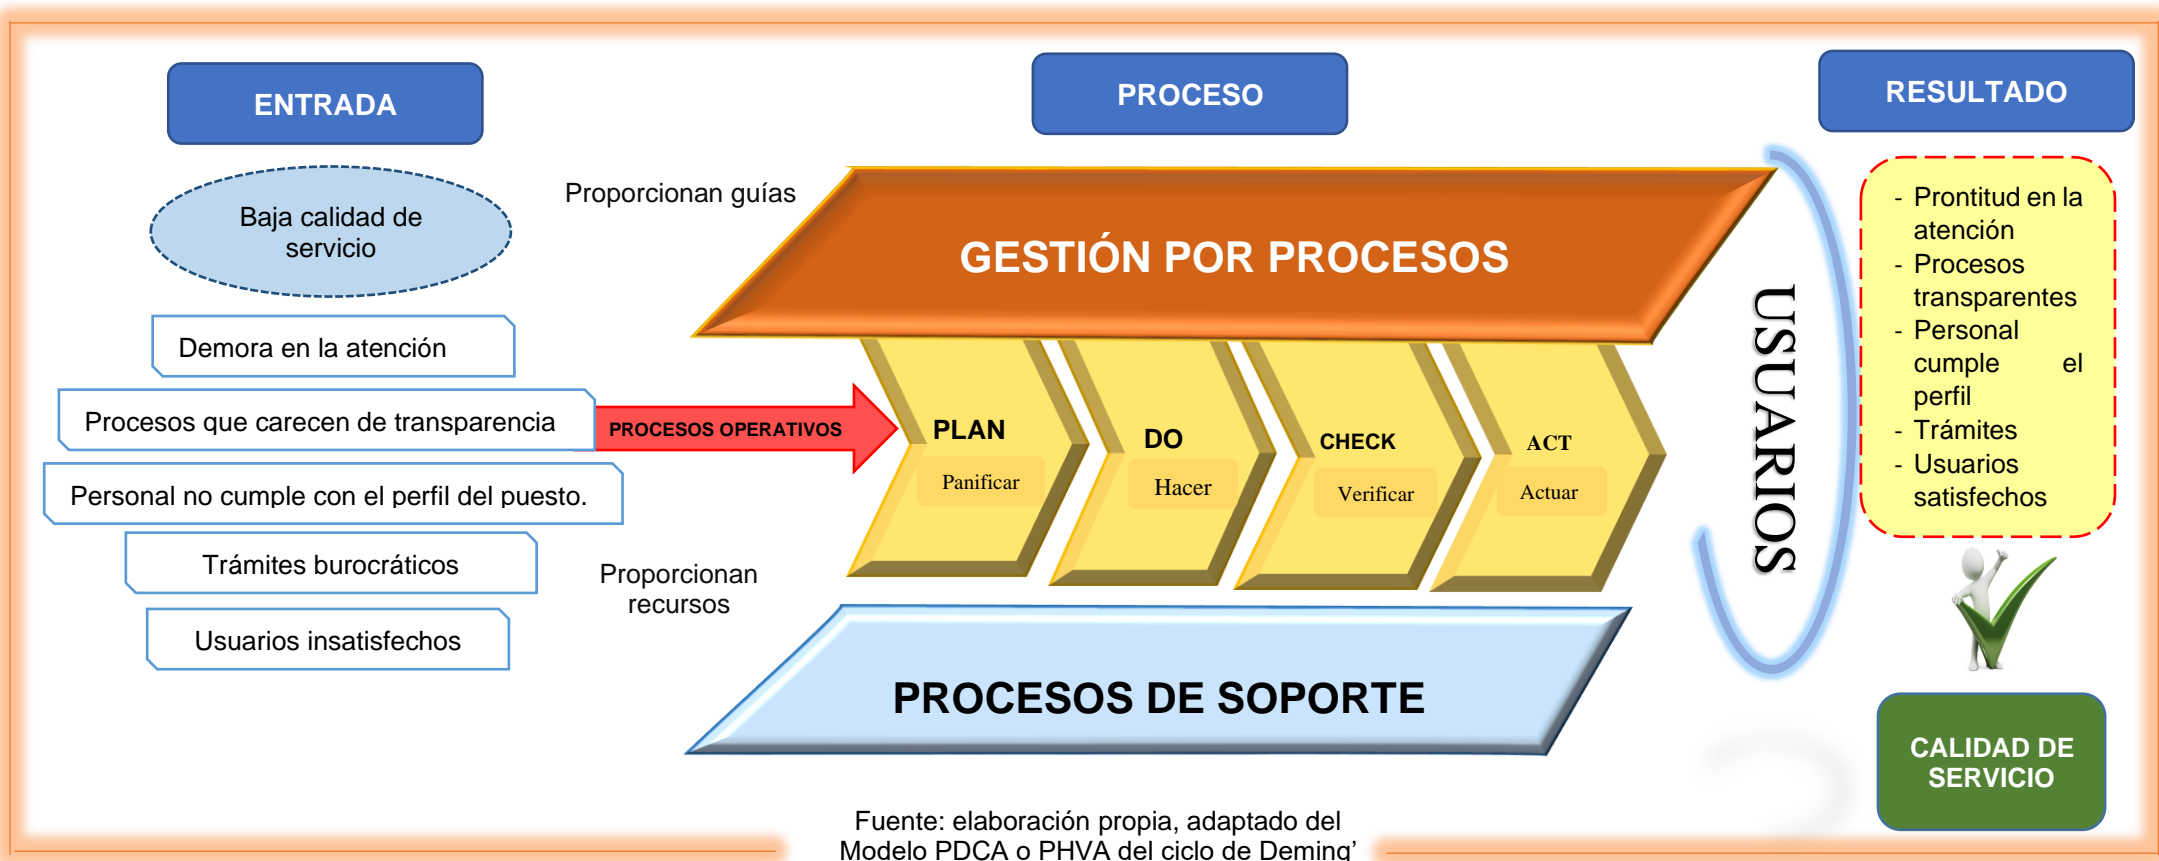 ENTRADA
PROCESO
RESULTADO
Baja calidad de
servicio
Demora en la atención
Procesos que carecen de transparencia
Personal no cumple con el perfil del puesto.
Trámites burocráticos
Usuarios insatisfechos
Proporcionan guías
GESTIÓN POR PROCESOS
PROCESOS OPERATIVOS
PLAN
Panificar
DO
Hacer
CHECK
Verificar
ACT
Actuar
Proporcionan
recursos
PROCESOS DE SOPORTE
USUARIOS
- Prontitud en la
atención
- Procesos
transparentes
- Personal
cumple el
perfil
- Trámites
- Usuarios
satisfechos
CALIDAD DE
SERVICIO
Fuente: elaboración propia, adaptado del
Modelo PDCA o PHVA del ciclo de Deming’